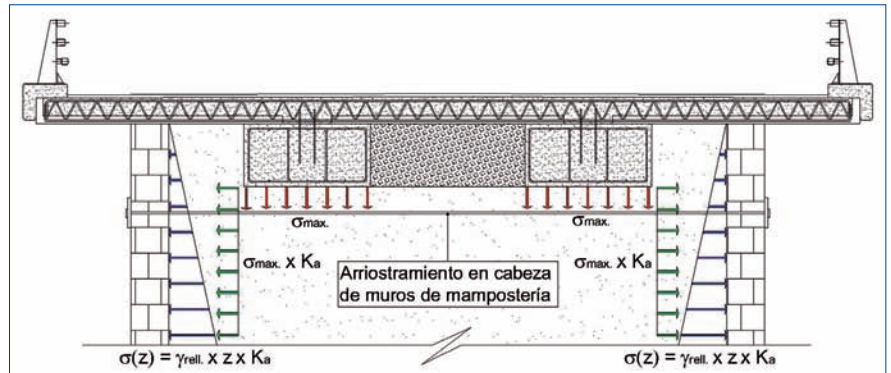 σmax.
σmax.
σmax. x Ka
σmax. x Ka
Arriostramiento en cabeza
de muros de mampostería
σ(z) = γrell. x z x Ka
σ(z) = γrell. x z x Ka